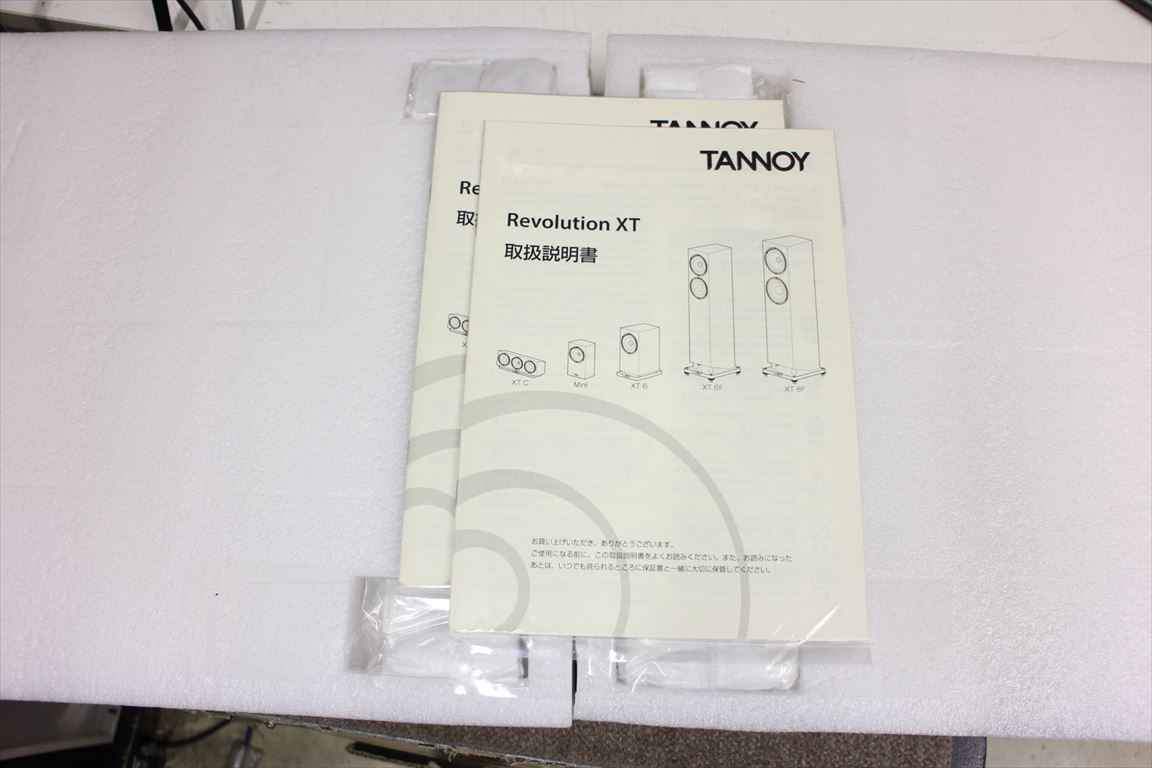 TANNOY
TANNOY
Re
取扱
Revolution XT
取扱説明書
X
XT C
Mini
XT 6
XT 6F
XT 8F
お買い上げいただき、ありがとうございます。
ご使用になる前に、この取扱説明書をよくお読みください。また、お読みになった
あとは、いつでも見られるところに保証書と一緒に大切に保管してください。